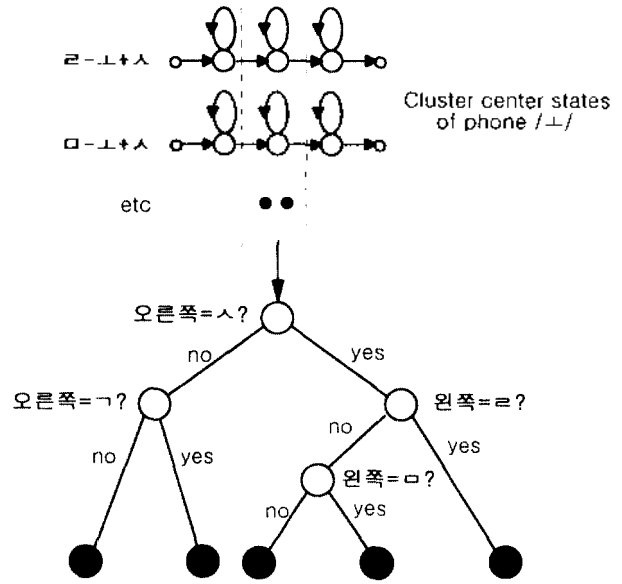 ㄹ-ㅗ+ㅅ
ㅁ-ㅗ+ㅅ
Cluster center states
of phone /ㅗ/
etc
오른쪽=ㅅ?
no
yes
오른쪽=ㄱ?
왼쪽=ㄹ?
no
yes
no
yes
왼쪽=ㅁ?
no
yes